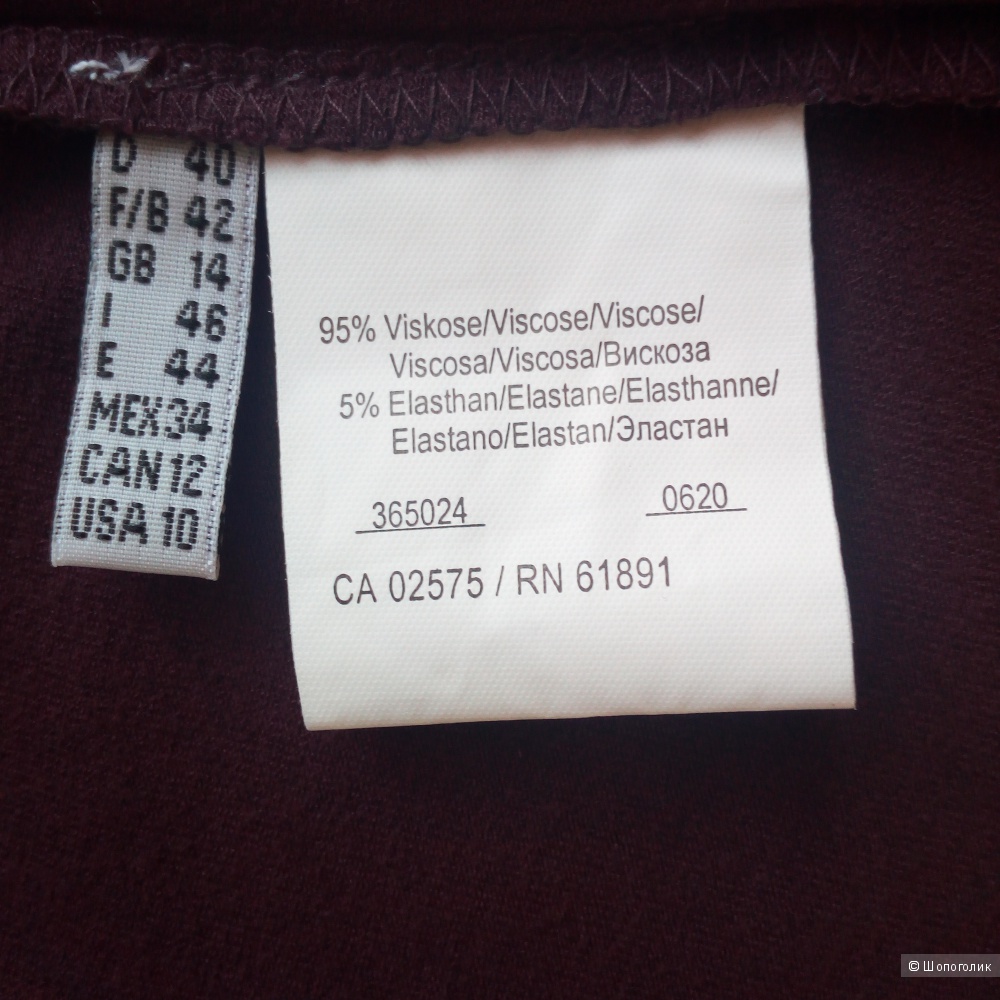 D 40
F/B 42
GB 14
I 46
E 44
MEX 34
CAN 12
USA 10
95% Viskose/Viscose/Viscose/
Viscosa/Viscosa/Вискоза
5% Elasthan/Elastane/Elasthanne/
Elastano/Elastan/Эластан
365024 0620
CA 02575 / RN 61891
© Шопоголик